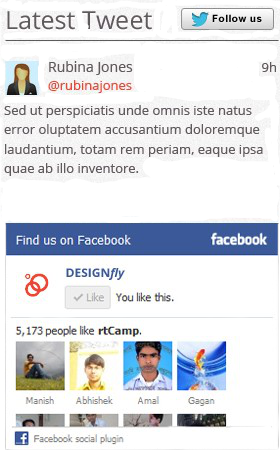 Latest Tweet
Follow us
Rubina Jones
9h
@rubinajones
Sed ut perspiciatis unde omnis iste natus
error oluptatem accusantium doloremque
laudantium, totam rem periam, eaque ipsa
quae ab illo inventore.
Find us on Facebook
facebook
DESIGNfly
Like
You like this.
5,173 people like rtCamp.
Manish
Abhishek
Amal
Gagan
Facebook social plugin